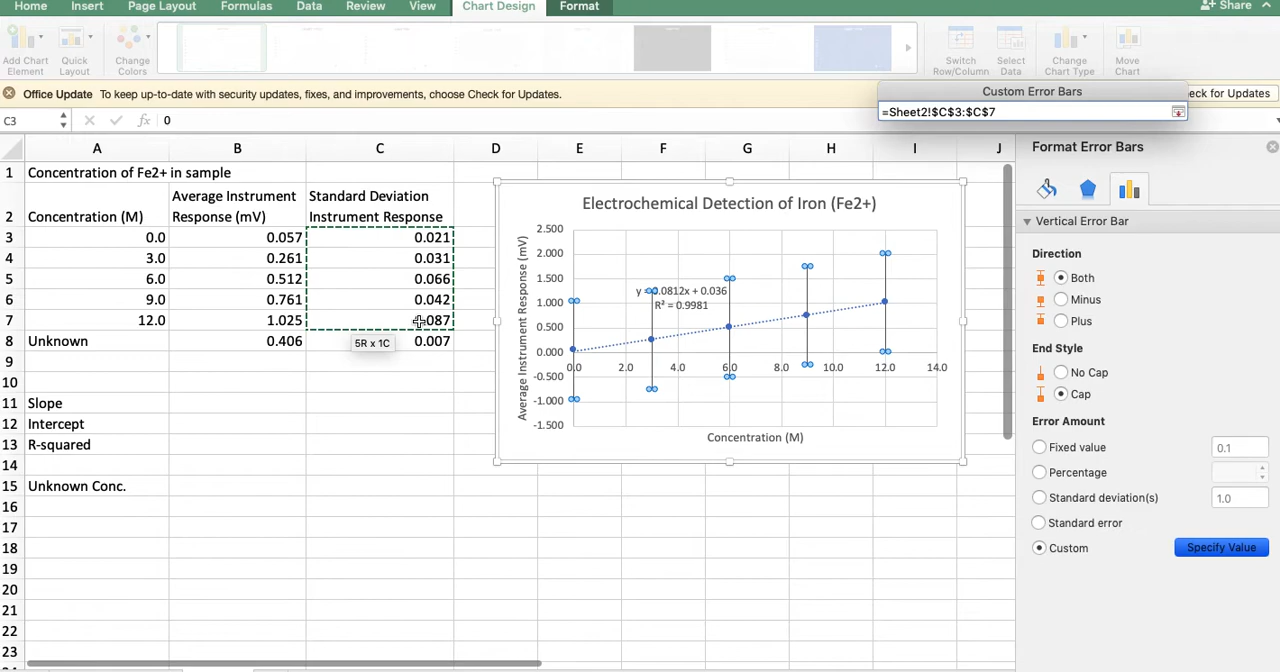 Home Insert Page Layout Formulas Data Review View Chart Design Format Share
Add Chart Element
Quick Layout
Change Colors
Switch Row/Column
Select Data
Change Chart Type
Move Chart
Office Update To keep up-to-date with security updates, fixes, and improvements, choose Check for Updates.
eck for Updates
Custom Error Bars
=Sheet2!$C$3:$C$7
C3 fx 0
A B C D E F G H I J
1 Concentration of Fe2+ in sample
Average Instrument Standard Deviation
2 Concentration (M) Response (mV) Instrument Response
3 0.0 0.057 0.021
4 3.0 0.261 0.031
5 6.0 0.512 0.066
6 9.0 0.761 0.042
7 12.0 1.025 0.087
8 Unknown 0.406 0.007
5R x 1C
9
10
11 Slope
12 Intercept
13 R-squared
14
15 Unknown Conc.
16
17
18
19
20
21
22
23
Electrochemical Detection of Iron (Fe2+)
Average Instrument Response (mV)
2.500
2.000
1.500
1.000
0.500
0.000
-0.500
-1.000
-1.500
y = 0.0812x + 0.036
R² = 0.9981
0.0 2.0 4.0 6.0 8.0 10.0 12.0 14.0
Concentration (M)
Format Error Bars
Vertical Error Bar
Direction
Both
Minus
Plus
End Style
No Cap
Cap
Error Amount
Fixed value 0.1
Percentage
Standard deviation(s) 1.0
Standard error
Custom Specify Value